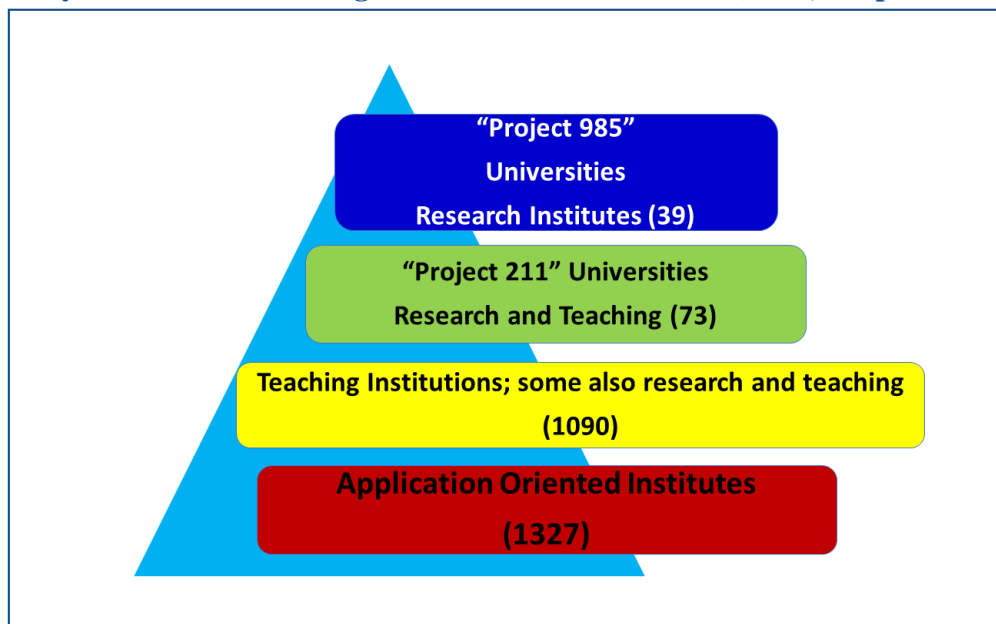 “Project 985”
Universities
Research Institutes (39)
“Project 211” Universities
Research and Teaching (73)
Teaching Institutions; some also research and teaching
(1090)
Application Oriented Institutes
(1327)